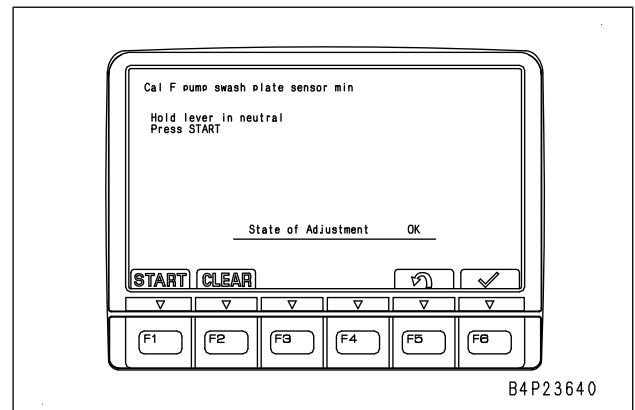 Cal F pump swash plate sensor min
Hold lever in neutral
Press START
State of Adjustment OK
START CLEAR
F1 F2 F3 F4 F5 F6
B4P23640